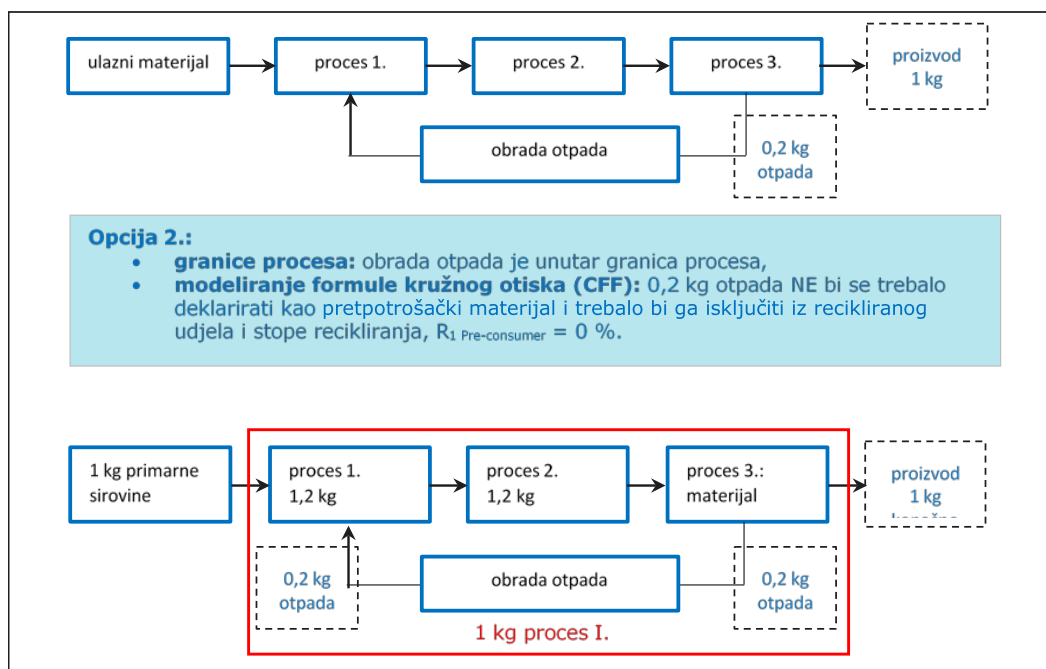 ulazni materijal
proces 1.
proces 2.
proces 3.
proizvod
1 kg
obrada otpada
0,2 kg
otpada
Opcija 2.:
• granice procesa: obrada otpada je unutar granica procesa,
• modeliranje formule kružnog otiska (CFF): 0,2 kg otpada NE bi se trebalo
deklarirati kao pretpotrošački materijal i trebalo bi ga isključiti iz recikliranog
udjela i stope recikliranja, R1 Pre-consumer = 0 %.
1 kg primarne
sirovine
proces 1.
1,2 kg
proces 2.
1,2 kg
proces 3.:
materijal
proizvod
1 kg
0,2 kg
otpada
obrada otpada
0,2 kg
otpada
1 kg proces I.